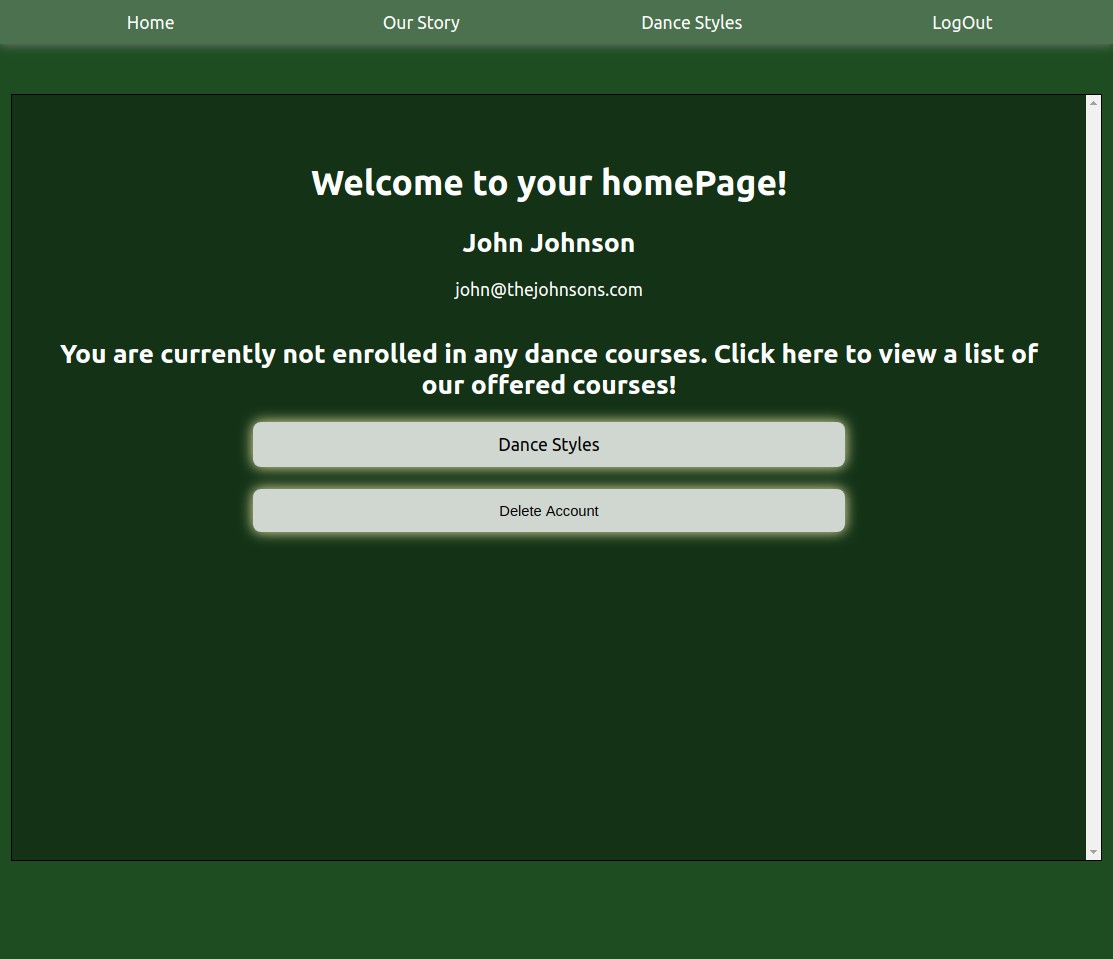 Home Our Story Dance Styles LogOut
Welcome to your homePage!
John Johnson
john@thejohnsons.com
You are currently not enrolled in any dance courses. Click here to view a list of
our offered courses!
Dance Styles
Delete Account